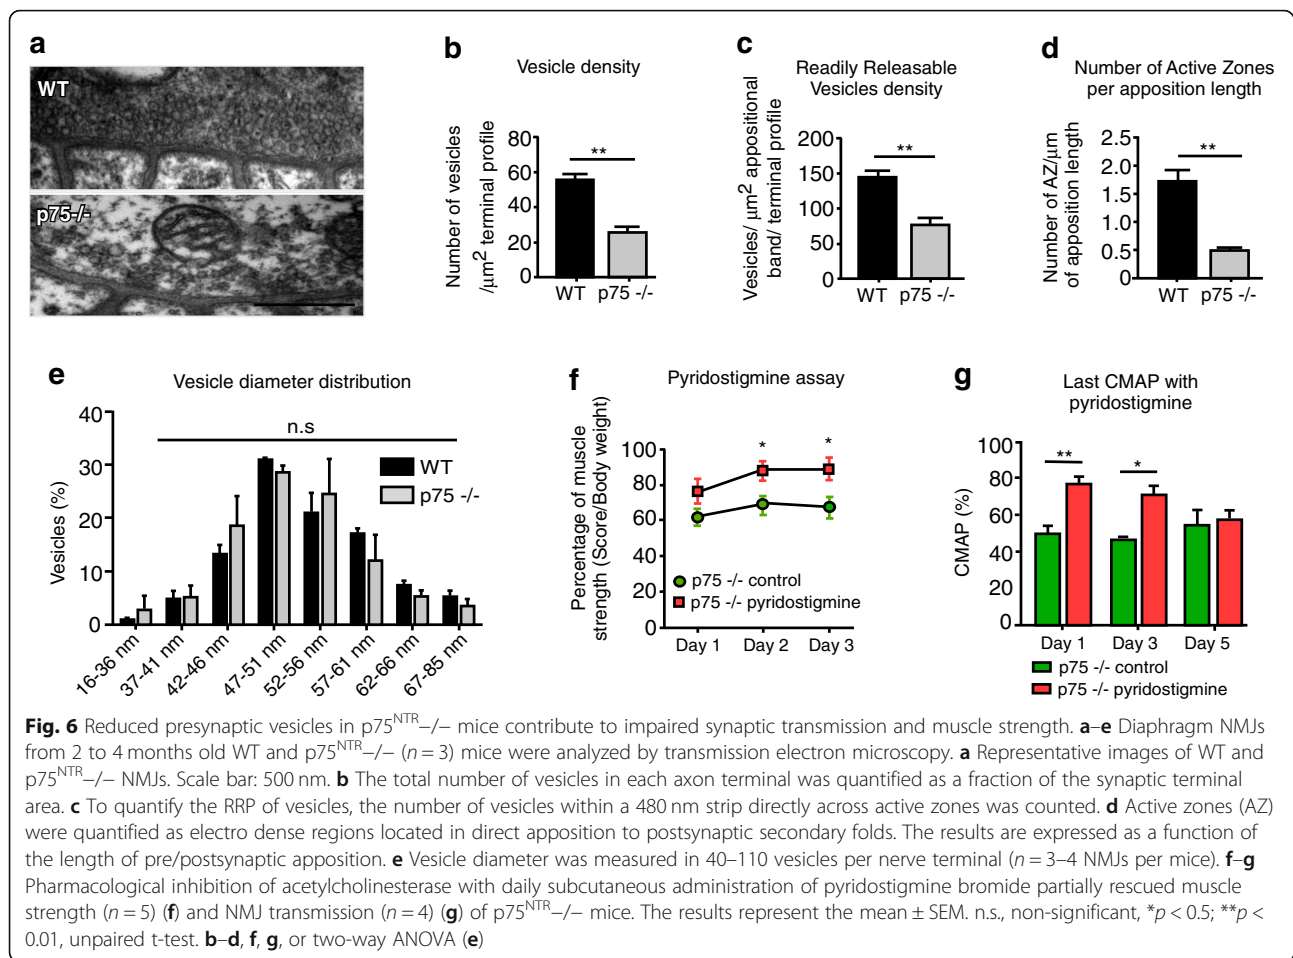 a
WT
p75-/-
b
Vesicle density
Number of vesicles
/μm2 terminal profile
80
60
40
20
0
**
WT p75 -/-
c
Readily Releasable
Vesicles density
Vesicles/ μm2 appositional
band/ terminal profile
200
150
100
50
0
**
WT p75 -/-
d
Number of Active Zones
per apposition length
Number of AZ/μm
of apposition length
2.5
2.0
1.5
1.0
0.5
0
**
WT p75 -/-
e
Vesicle diameter distribution
Vesicles (%)
40
30
20
10
0
n.s
WT
p75 -/-
16-36 nm
37-41 nm
42-46 nm
47-51 nm
52-56 nm
57-61 nm
62-66 nm
67-85 nm
f
Pyridostigmine assay
Percentage of muscle
strength (Score/Body weight)
100
80
60
40
20
0
* *
p75 -/- control
p75 -/- pyridostigmine
Day 1 Day 2 Day 3
g
Last CMAP with
pyridostigmine
CMAP (%)
100
80
60
40
20
0
** *
Day 1 Day 3 Day 5
p75 -/- control
p75 -/- pyridostigmine
Fig. 6 Reduced presynaptic vesicles in p75NTR−/− mice contribute to impaired synaptic transmission and muscle strength. a–e Diaphragm NMJs
from 2 to 4 months old WT and p75NTR−/− (n = 3) mice were analyzed by transmission electron microscopy. a Representative images of WT and
p75NTR−/− NMJs. Scale bar: 500 nm. b The total number of vesicles in each axon terminal was quantified as a fraction of the synaptic terminal
area. c To quantify the RRP of vesicles, the number of vesicles within a 480 nm strip directly across active zones was counted. d Active zones (AZ)
were quantified as electro dense regions located in direct apposition to postsynaptic secondary folds. The results are expressed as a function of
the length of pre/postsynaptic apposition. e Vesicle diameter was measured in 40–110 vesicles per nerve terminal (n = 3–4 NMJs per mice). f–g
Pharmacological inhibition of acetylcholinesterase with daily subcutaneous administration of pyridostigmine bromide partially rescued muscle
strength (n = 5) (f) and NMJ transmission (n = 4) (g) of p75NTR−/− mice. The results represent the mean ± SEM. n.s., non-significant, *p < 0.5; **p <
0.01, unpaired t-test. b–d, f, g, or two-way ANOVA (e)